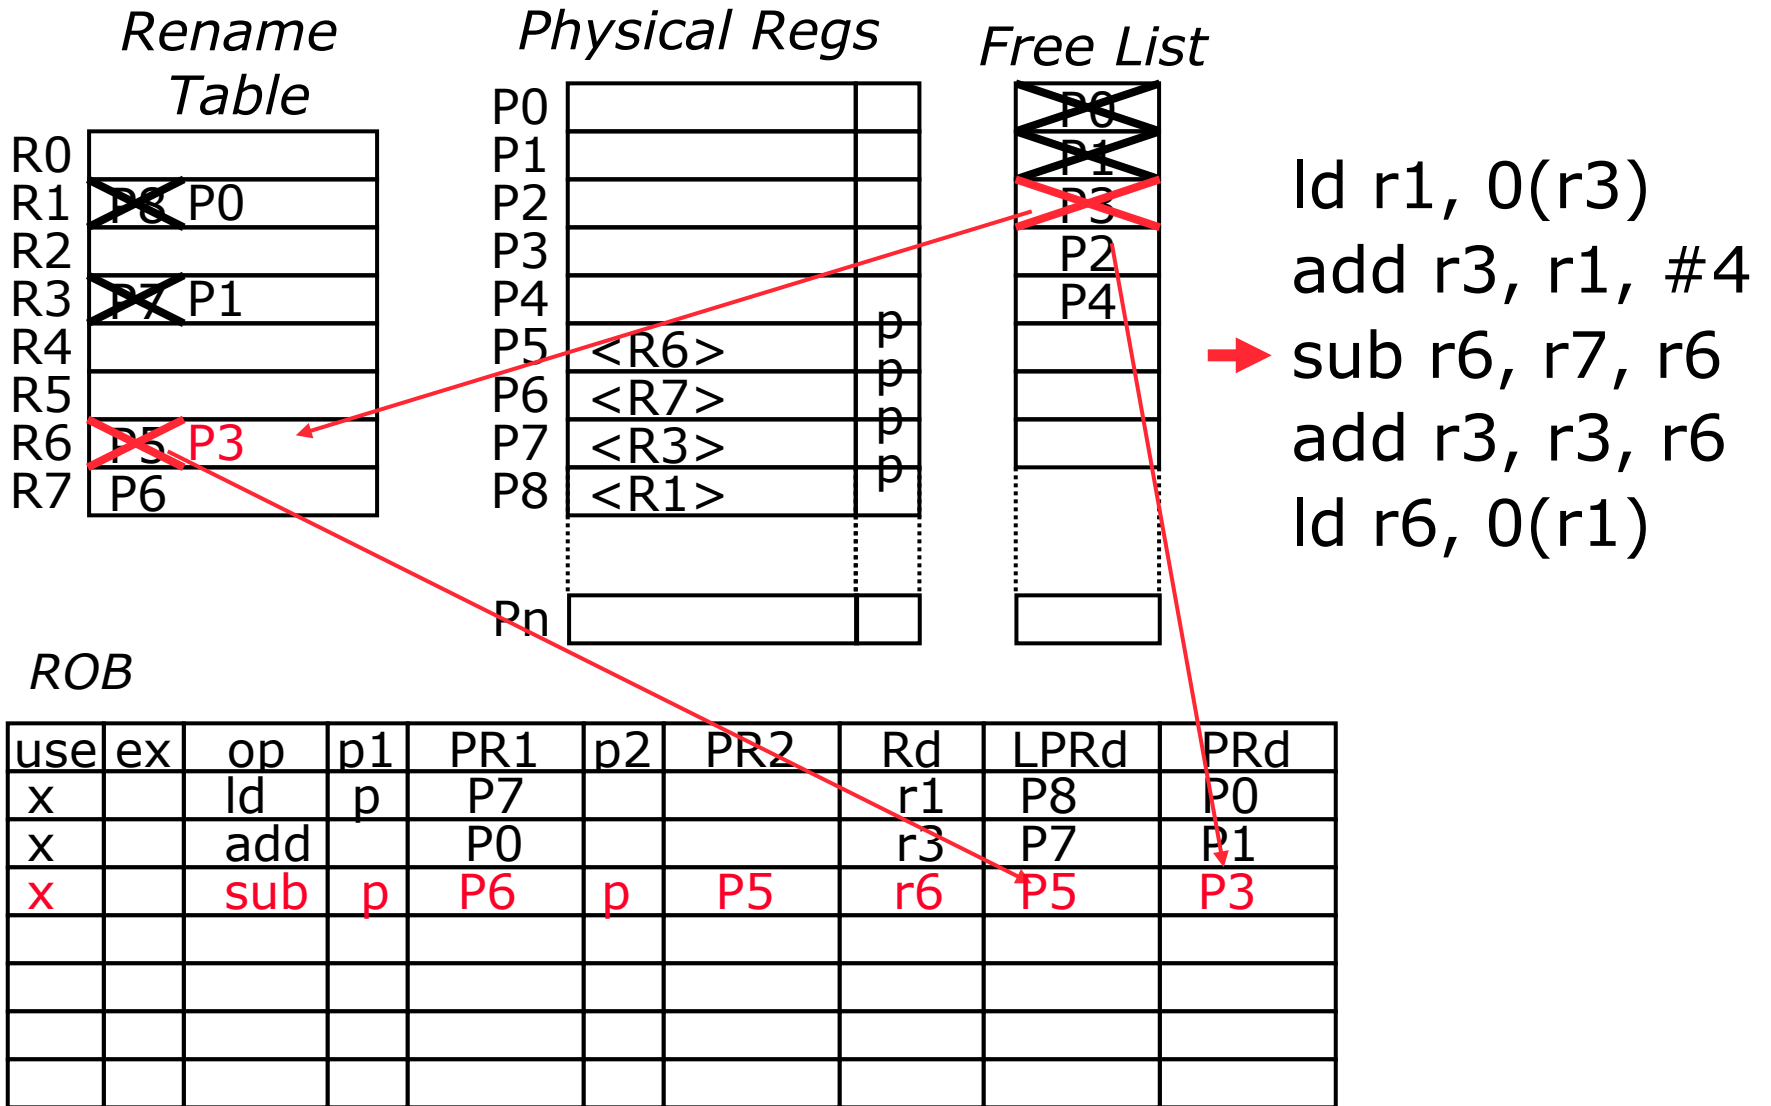 Rename
Table
Physical Regs
Free List
R0
R1 P8 P0
R2
R3 P7 P1
R4
R5
R6 P5 P3
R7 P6
P0
P1
P2
P3
P4
P5 <R6> p
P6 <R7> p
P7 <R3> p
P8 <R1> p
Pn
P0
P1
P3
P2
P4
ld r1, 0(r3)
add r3, r1, #4
sub r6, r7, r6
add r3, r3, r6
ld r6, 0(r1)
ROB
use ex op p1 PR1 p2 PR2 Rd LPRd PRd
x ld p P7 r1 P8 P0
x add P0 r3 P7 P1
x sub p P6 p P5 r6 P5 P3